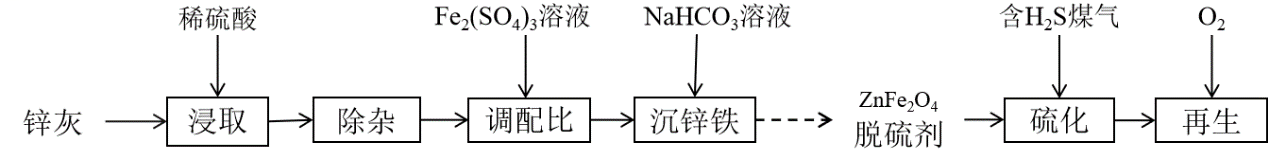 稀硫酸
Fe₂(SO₄)₃溶液
NaHCO₃溶液
含H₂S煤气
O₂
锌灰
浸取
除杂
调配比
沉锌铁
ZnFe₂O₄
脱硫剂
硫化
再生